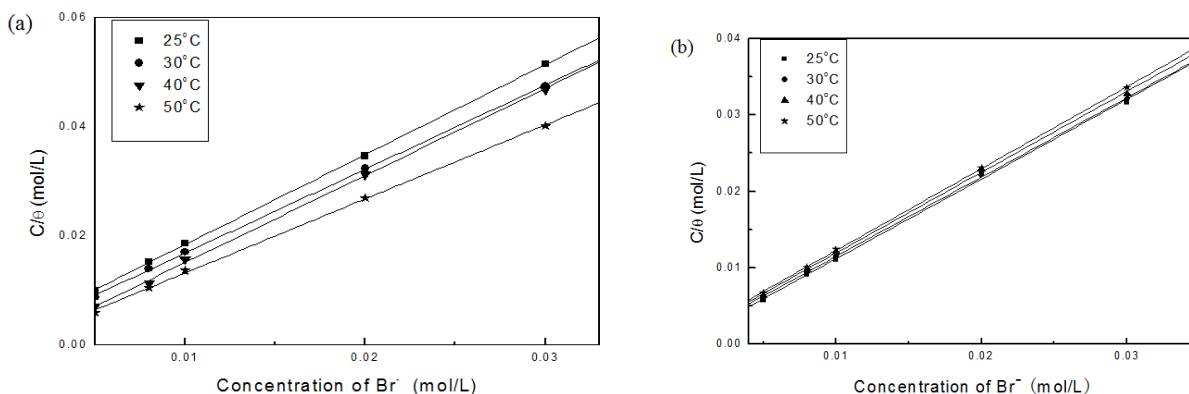 (a)
0.06
0.04
0.02
0.00
C/θ (mol/L)
25°C
30°C
40°C
50°C
0.01
0.02
0.03
Concentration of Br⁻ (mol/L)
(b)
0.04
0.03
0.02
0.01
0.00
C/θ (mol/L)
25°C
30°C
40°C
50°C
0.01
0.02
0.03
Concentration of Br⁻ (mol/L)